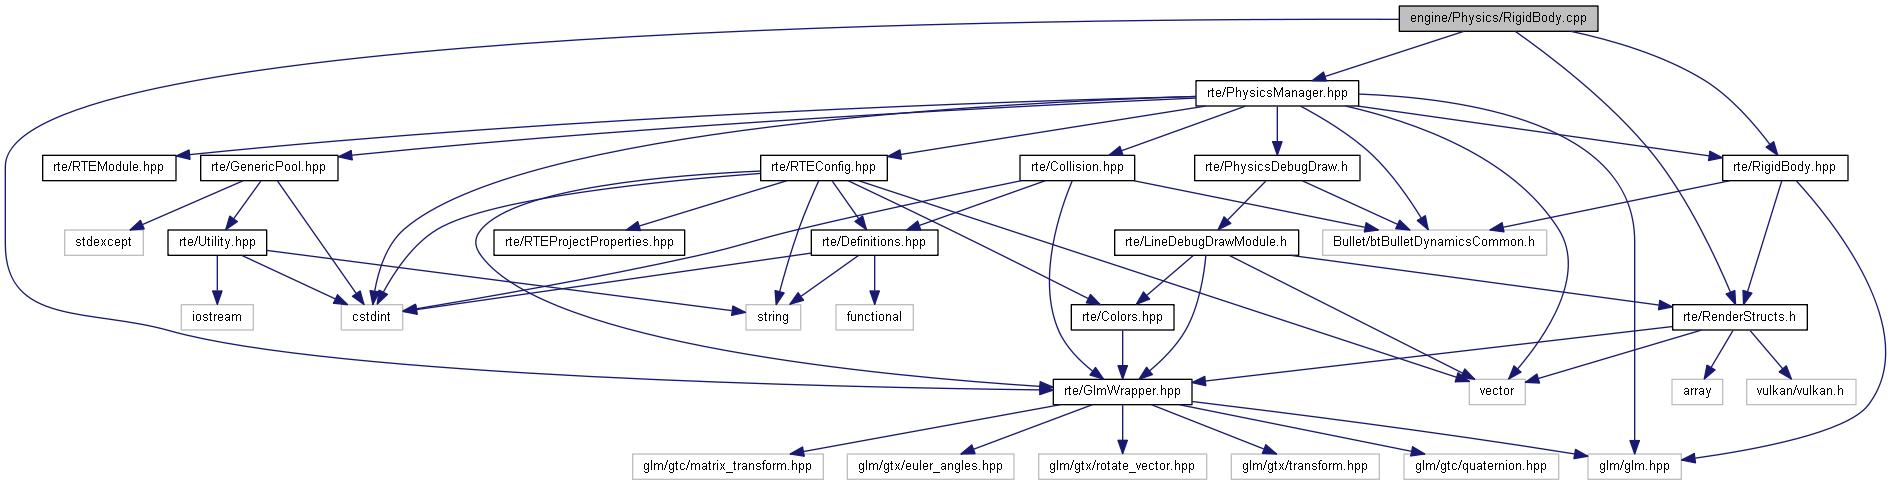 engine/Physics/RigidBody.cpp
rte/PhysicsManager.hpp
rte/RTEModule.hpp
rte/GenericPool.hpp
rte/RTEConfig.hpp
rte/Collision.hpp
rte/PhysicsDebugDraw.h
rte/RigidBody.hpp
stdexcept
rte/Utility.hpp
rte/RTEProjectProperties.hpp
rte/Definitions.hpp
rte/LineDebugDrawModule.h
Bullet/btBulletDynamicsCommon.h
iostream
cstdint
string
functional
rte/Colors.hpp
rte/RenderStructs.h
rte/GlmWrapper.hpp
vector
array
vulkan/vulkan.h
glm/gtc/matrix_transform.hpp
glm/gtx/euler_angles.hpp
glm/gtx/rotate_vector.hpp
glm/gtx/transform.hpp
glm/gtc/quaternion.hpp
glm/glm.hpp